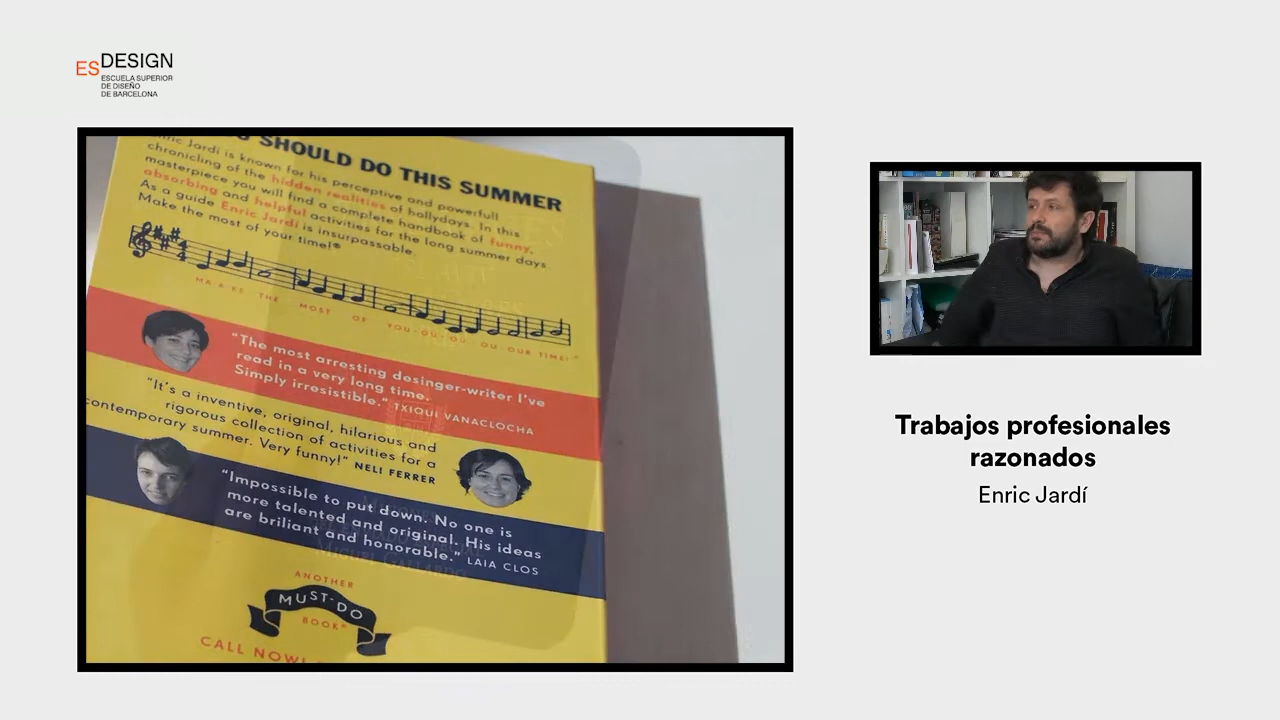 ESDESIGN
ESCUELA SUPERIOR
DE DISEÑO
DE BARCELONA
SHOULD DO THIS SUMMER
Enric Jardí is known for his perceptive and powerfull
chronicling of the hidden realities of hollydays. In this
masterpiece you will find a complete handbook of funny,
absorbing and helpful activities for the long summer days.
As a guide Enric Jardí is insurpassable.
Make the most of your time!®
MA-A-KE THE MOST OF YOU-OU-OU-OU-OUR TIME!"
"The most arresting desinger-writer I've
read in a very long time.
Simply irresistible." TXIQUI VANACLOCHA
"It's a inventive, original, hilarious and
rigorous collection of activities for a
contemporary summer. Very funny!" NELI FERRER
"Impossible to put down. No one is
more talented and original. His ideas
are briliant and honorable." LAIA CLOS
ANOTHER
MUST-DO
BOOK®
CALL NOW!
Trabajos profesionales
razonados
Enric Jardí